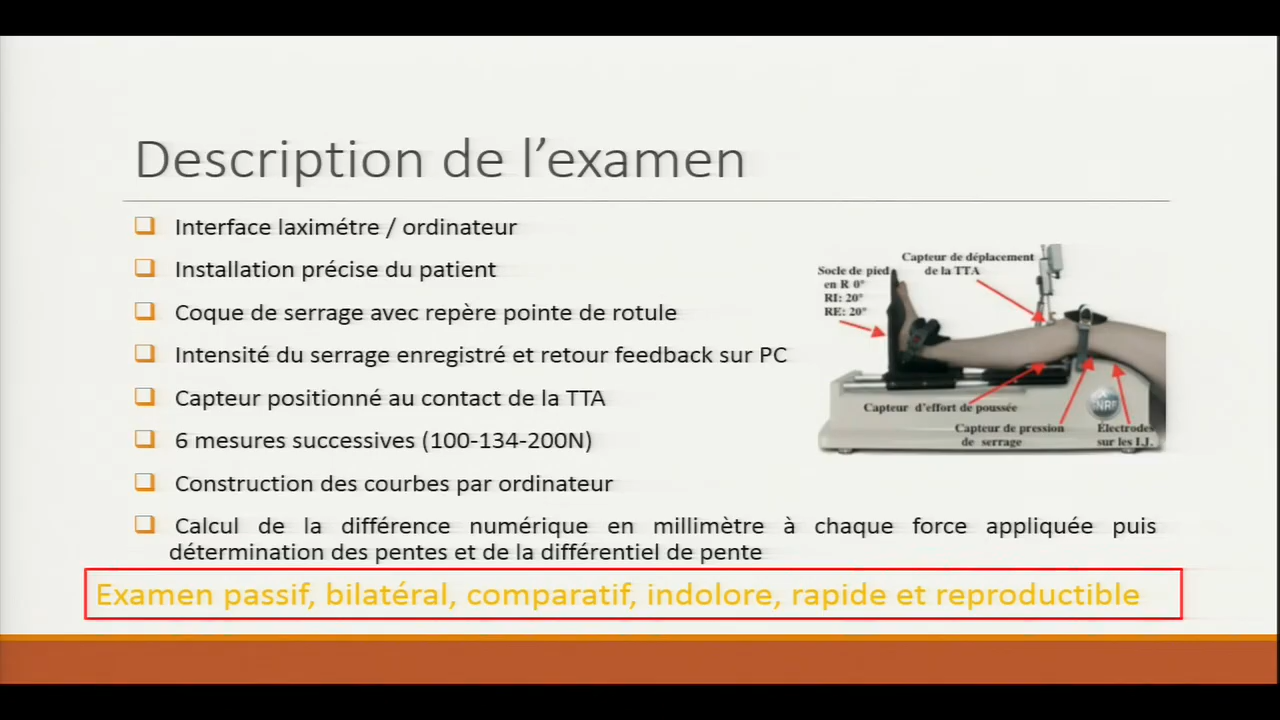 Description de l’examen
Interface laximétre / ordinateur
Installation précise du patient
Coque de serrage avec repère pointe de rotule
Intensité du serrage enregistré et retour feedback sur PC
Capteur positionné au contact de la TTA
6 mesures successives (100-134-200N)
Construction des courbes par ordinateur
Calcul de la différence numérique en millimètre à chaque force appliquée puis
détermination des pentes et de la différentiel de pente
Examen passif, bilatéral, comparatif, indolore, rapide et reproductible
Capteur de déplacement
de la TTA
Socle de pied
en R 0°
RI: 20°
RE: 20°
Capteur d’effort de poussée
Capteur de pression
de serrage
Electrodes
sur les I.J.